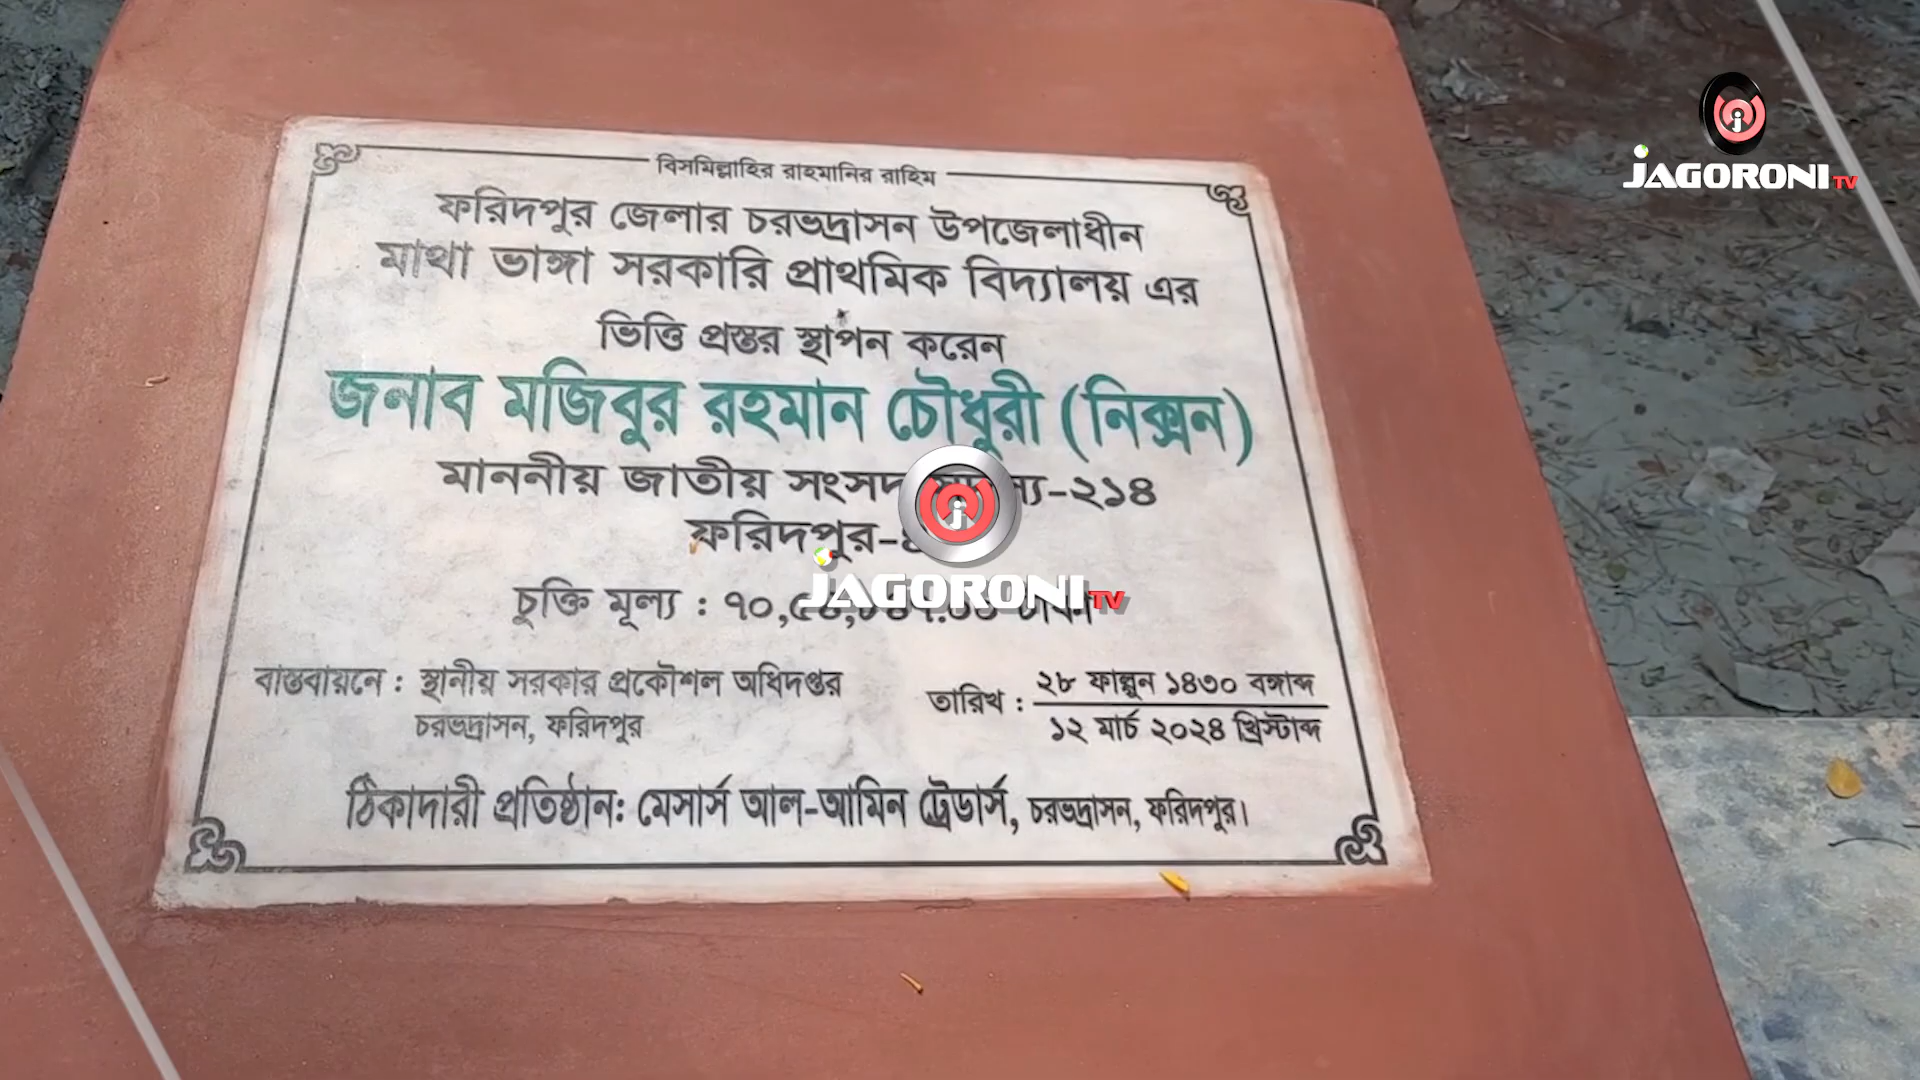 বিসমিল্লাহির রাহমানির রাহিম
ফরিদপুর জেলার চরভদ্রাসন উপজেলাধীন
মাথা ভাঙ্গা সরকারি প্রাথমিক বিদ্যালয় এর
ভিত্তি প্রস্তর স্থাপন করেন
জনাব মজিবুর রহমান চৌধুরী (নিক্সন)
মাননীয় জাতীয় সংসদ -২১৪
ফরিদপুর-
চুক্তি মূল্য :
বাস্তবায়নে : স্থানীয় সরকার প্রকৌশল অধিদপ্তর
চরভদ্রাসন, ফরিদপুর
তারিখ : ২৮ ফাল্গুন ১৪৩০ বঙ্গাব্দ
১২ মার্চ ২০২৪ খ্রিস্টাব্দ
ঠিকাদারী প্রতিষ্ঠান: মেসার্স আল-আমিন ট্রেডার্স, চরভদ্রাসন, ফরিদপুর।
JAGORONI TV
JAGORONI TV